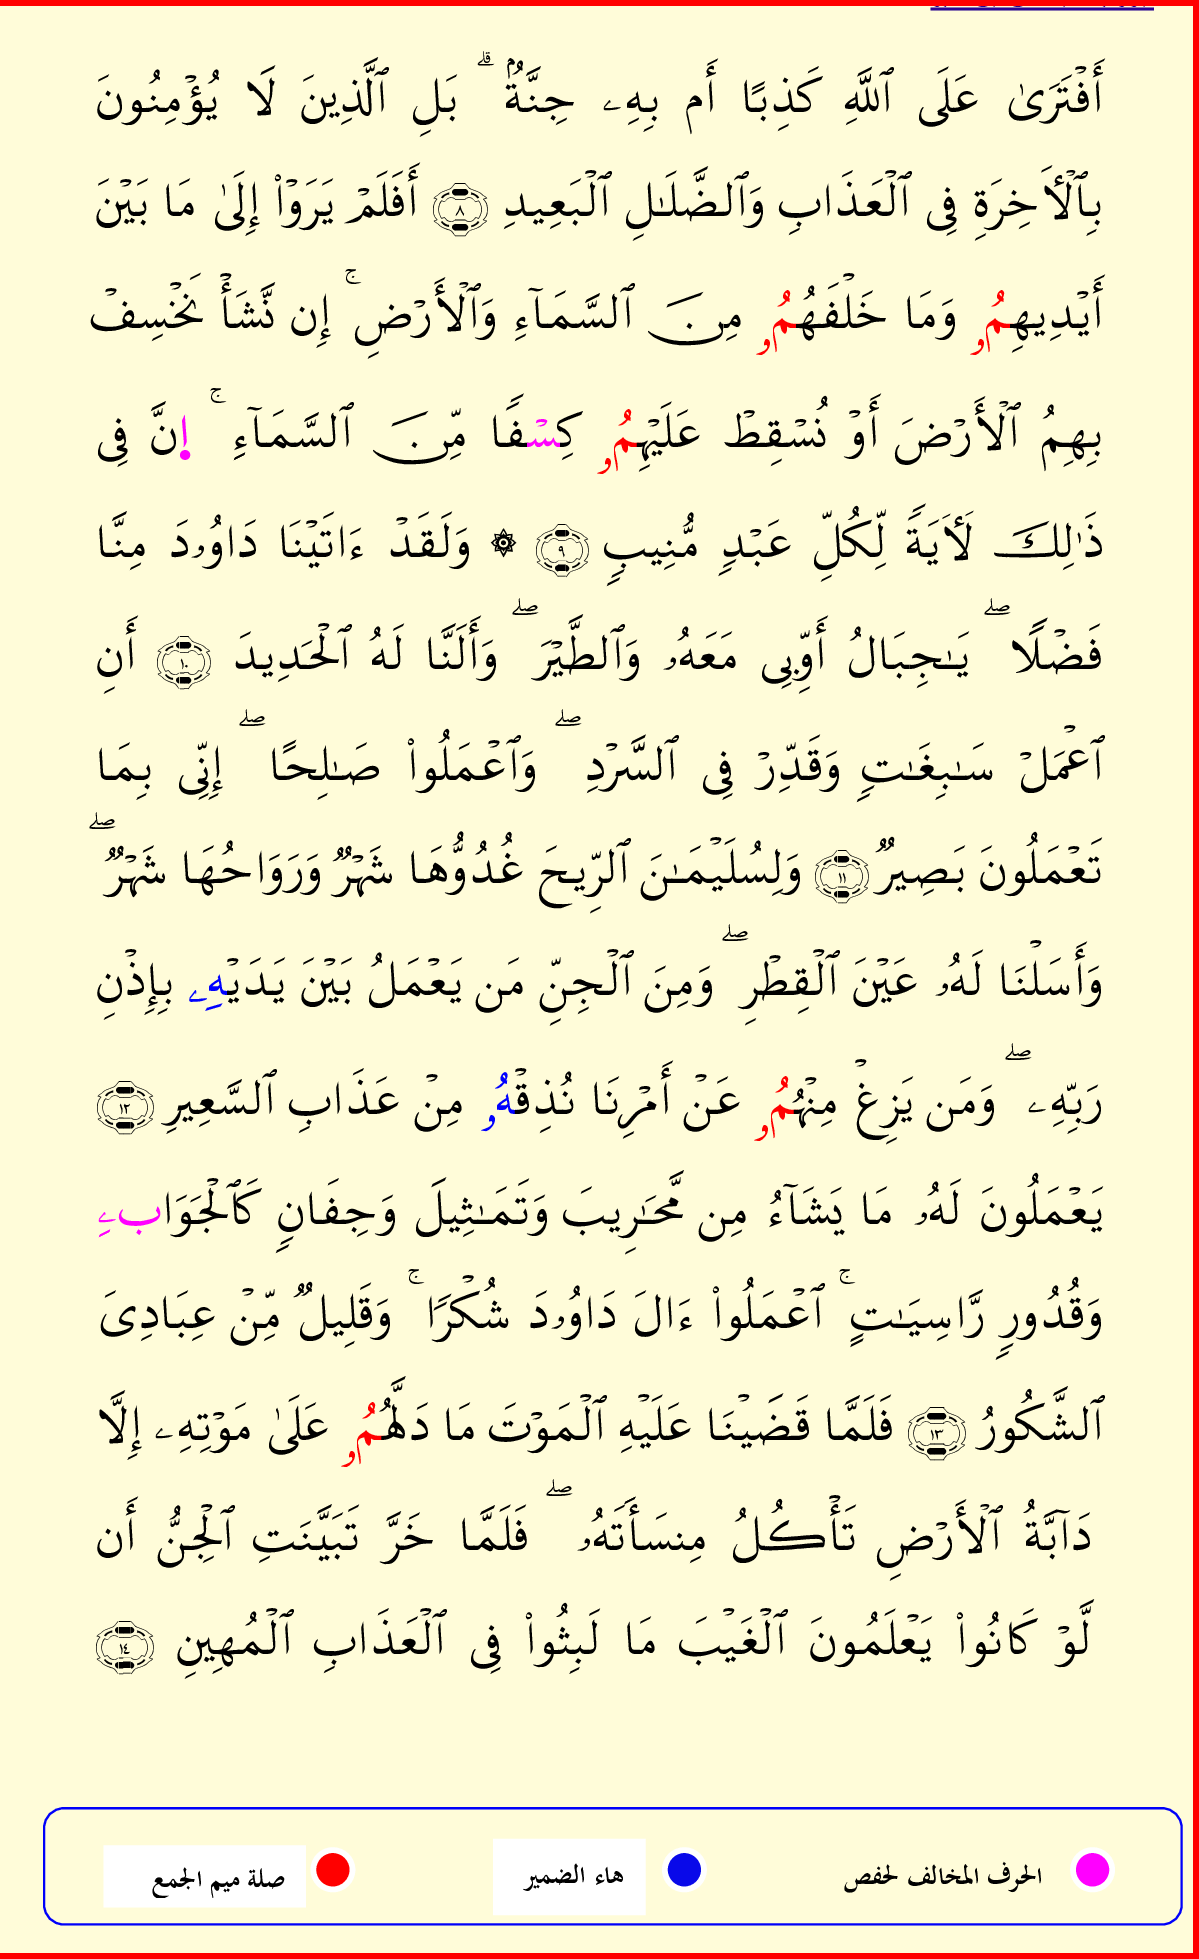 أَفْتَرَىٰ عَلَى ٱللَّهِ كَذِبًا أَم بِهِۦ جِنَّةٌۢ ۗ بَلِ ٱلَّذِينَ لَا يُؤْمِنُونَ
بِٱلْأَخِرَةِ فِى ٱلْعَذَابِ وَٱلضَّلَـٰلِ ٱلْبَعِيدِ ٨ أَفَلَمْ يَرَوْا۟ إِلَىٰ مَا بَيْنَ
أَيْدِيهِمُۥ وَمَا خَلْفَهُمُۥ مِنَ ٱلسَّمَآءِ وَٱلْأَرْضِ ۚ إِن نَّشَأْ نَخْسِفْ
بِهِمُ ٱلْأَرْضَ أَوْ نُسْقِطْ عَلَيْهِمُۥ كِسْفًا مِّنَ ٱلسَّمَآءِ ۚ إِنَّ فِى
ذَٰلِكَ لَأَيَةً لِّكُلِّ عَبْدٍ مُّنِيبٍ ٩ ۞ وَلَقَدْ ءَاتَيْنَا دَاوُۥدَ مِنَّا
فَضْلًا ۖ يَـٰجِبَالُ أَوِّبِى مَعَهُۥ وَٱلطَّيْرَ ۖ وَأَلَنَّا لَهُ ٱلْحَدِيدَ ١٠ أَنِ
ٱعْمَلْ سَـٰبِغَـٰتٍ وَقَدِّرْ فِى ٱلسَّرْدِ ۖ وَٱعْمَلُوا۟ صَـٰلِحًا ۖ إِنِّى بِمَا
تَعْمَلُونَ بَصِيرٌ ١١ وَلِسُلَيْمَـٰنَ ٱلرِّيحَ غُدُوُّهَا شَهْرٌ وَرَوَاحُهَا شَهْرٌ ۖ
وَأَسَلْنَا لَهُۥ عَيْنَ ٱلْقِطْرِ ۖ وَمِنَ ٱلْجِنِّ مَن يَعْمَلُ بَيْنَ يَدَيْهِۦ بِإِذْنِ
رَبِّهِۦ ۖ وَمَن يَزِغْ مِنْهُمُۥ عَنْ أَمْرِنَا نُذِقْهُۥ مِنْ عَذَابِ ٱلسَّعِيرِ ١٢
يَعْمَلُونَ لَهُۥ مَا يَشَآءُ مِن مَّحَـٰرِيبَ وَتَمَـٰثِيلَ وَجِفَانٍ كَٱلْجَوَابِۦ
وَقُدُورٍ رَّاسِيَـٰتٍ ۚ ٱعْمَلُوا۟ ءَالَ دَاوُۥدَ شُكْرًا ۚ وَقَلِيلٌ مِّنْ عِبَادِىَ
ٱلشَّكُورُ ١٣ فَلَمَّا قَضَيْنَا عَلَيْهِ ٱلْمَوْتَ مَا دَلَّهُمُۥ عَلَىٰ مَوْتِهِۦ إِلَّا
دَآبَّةُ ٱلْأَرْضِ تَأْكُلُ مِنسَأَتَهُۥ ۖ فَلَمَّا خَرَّ تَبَيَّنَتِ ٱلْجِنُّ أَن
لَّوْ كَانُوا۟ يَعْلَمُونَ ٱلْغَيْبَ مَا لَبِثُوا۟ فِى ٱلْعَذَابِ ٱلْمُهِينِ ١٤
الحرف المخالف لحفص هاء الضمير صلة ميم الجمع